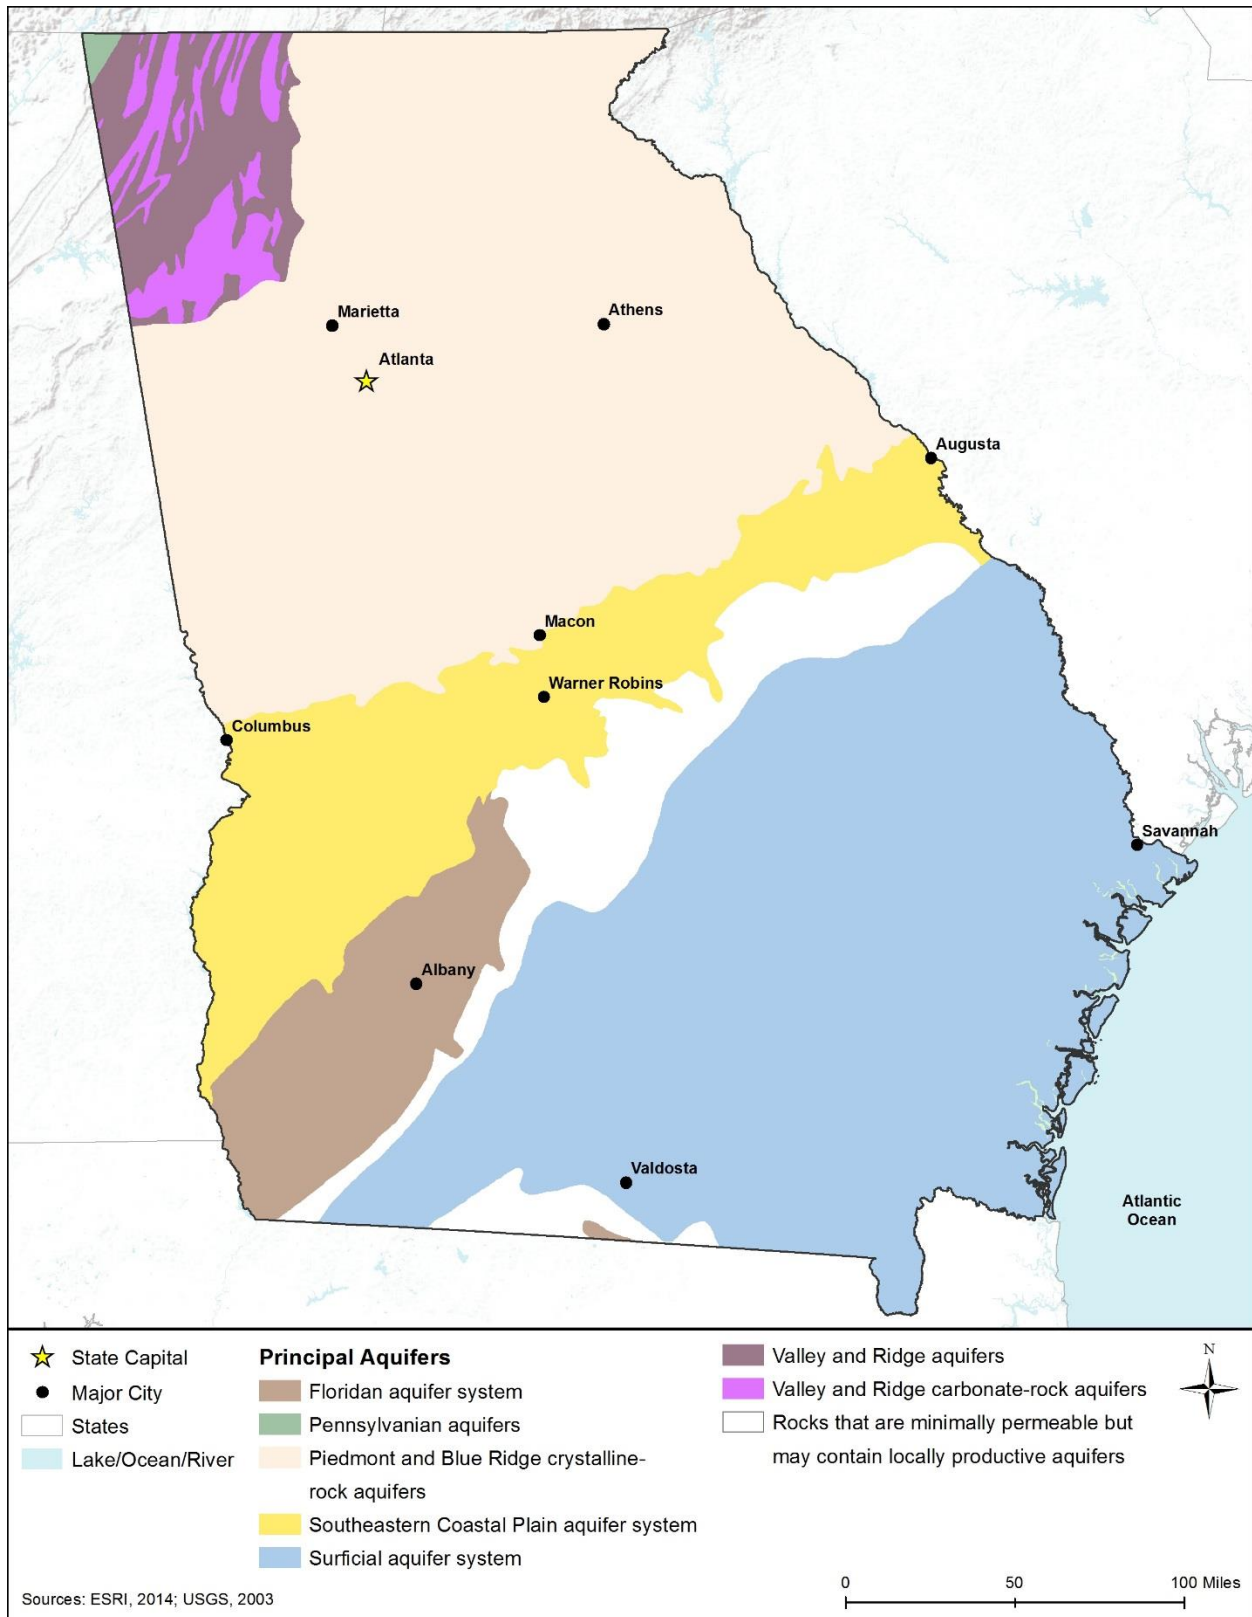 Marietta
Athens
Atlanta
Augusta
Macon
Warner Robins
Columbus
Savannah
Albany
Valdosta
Atlantic
Ocean
State Capital
Major City
States
Lake/Ocean/River
Principal Aquifers
Floridan aquifer system
Pennsylvanian aquifers
Piedmont and Blue Ridge crystalline-
rock aquifers
Southeastern Coastal Plain aquifer system
Surficial aquifer system
Valley and Ridge aquifers
Valley and Ridge carbonate-rock aquifers
Rocks that are minimally permeable but
may contain locally productive aquifers
N
0 50 100 Miles
Sources: ESRI, 2014; USGS, 2003